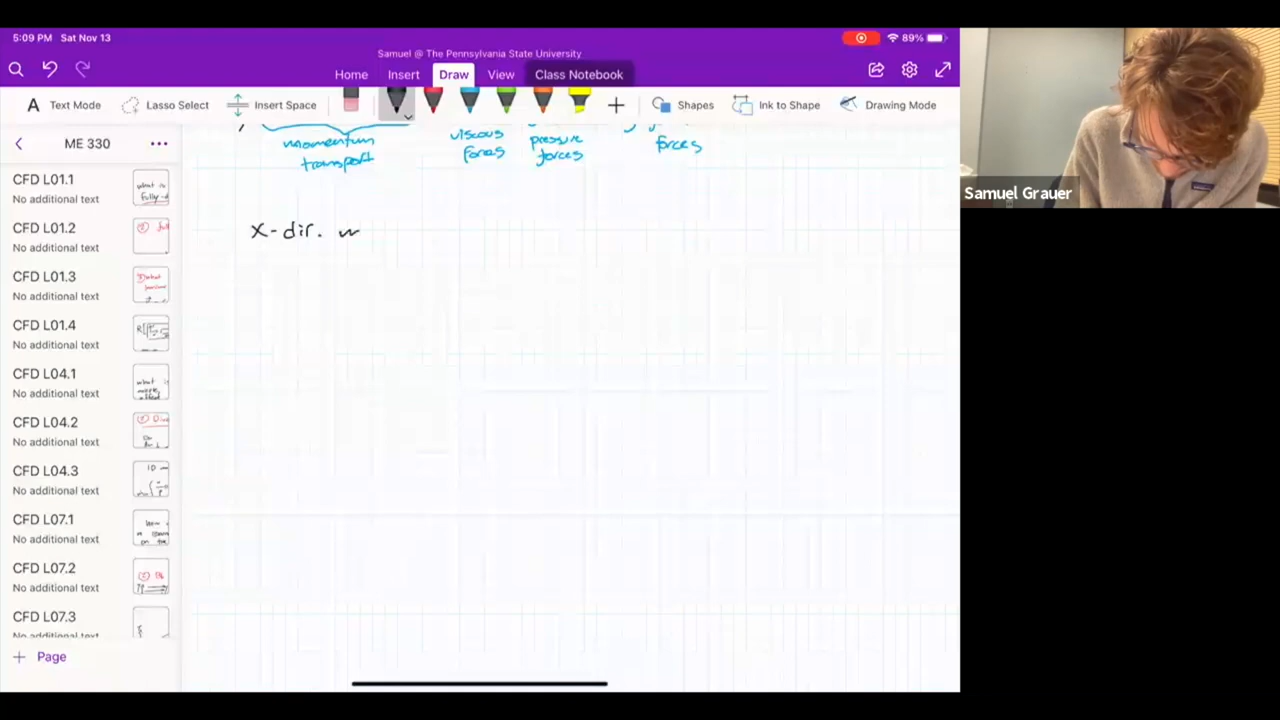 5:09 PM Sat Nov 13
89%
Samuel @ The Pennsylvania State University
Home Insert Draw View Class Notebook
Text Mode Lasso Select Insert Space Shapes Ink to Shape Drawing Mode
ME 330
CFD L01.1
No additional text
CFD L01.2
No additional text
CFD L01.3
No additional text
CFD L01.4
No additional text
CFD L04.1
No additional text
CFD L04.2
No additional text
CFD L04.3
No additional text
CFD L07.1
No additional text
CFD L07.2
No additional text
CFD L07.3
No additional text
+ Page
momentum
transport
viscous
forces
pressure
forces
forces
x-dir.
Samuel Grauer